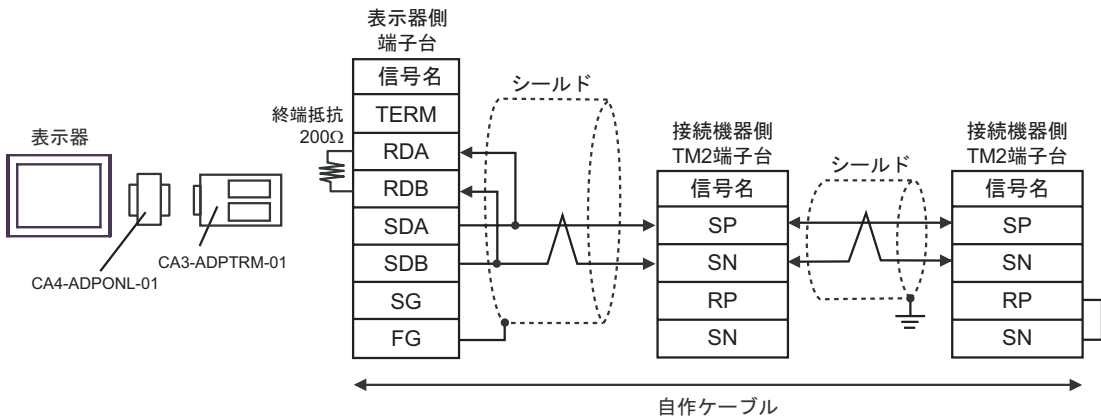 表示器
CA4-ADPONL-01
CA3-ADPTRM-01
終端抵抗
200Ω
表示器側
端子台
信号名
TERM
RDA
RDB
SDA
SDB
SG
FG
シールド
接続機器側
TM2端子台
信号名
SP
SN
RP
SN
シールド
接続機器側
TM2端子台
信号名
SP
SN
RP
SN
自作ケーブル